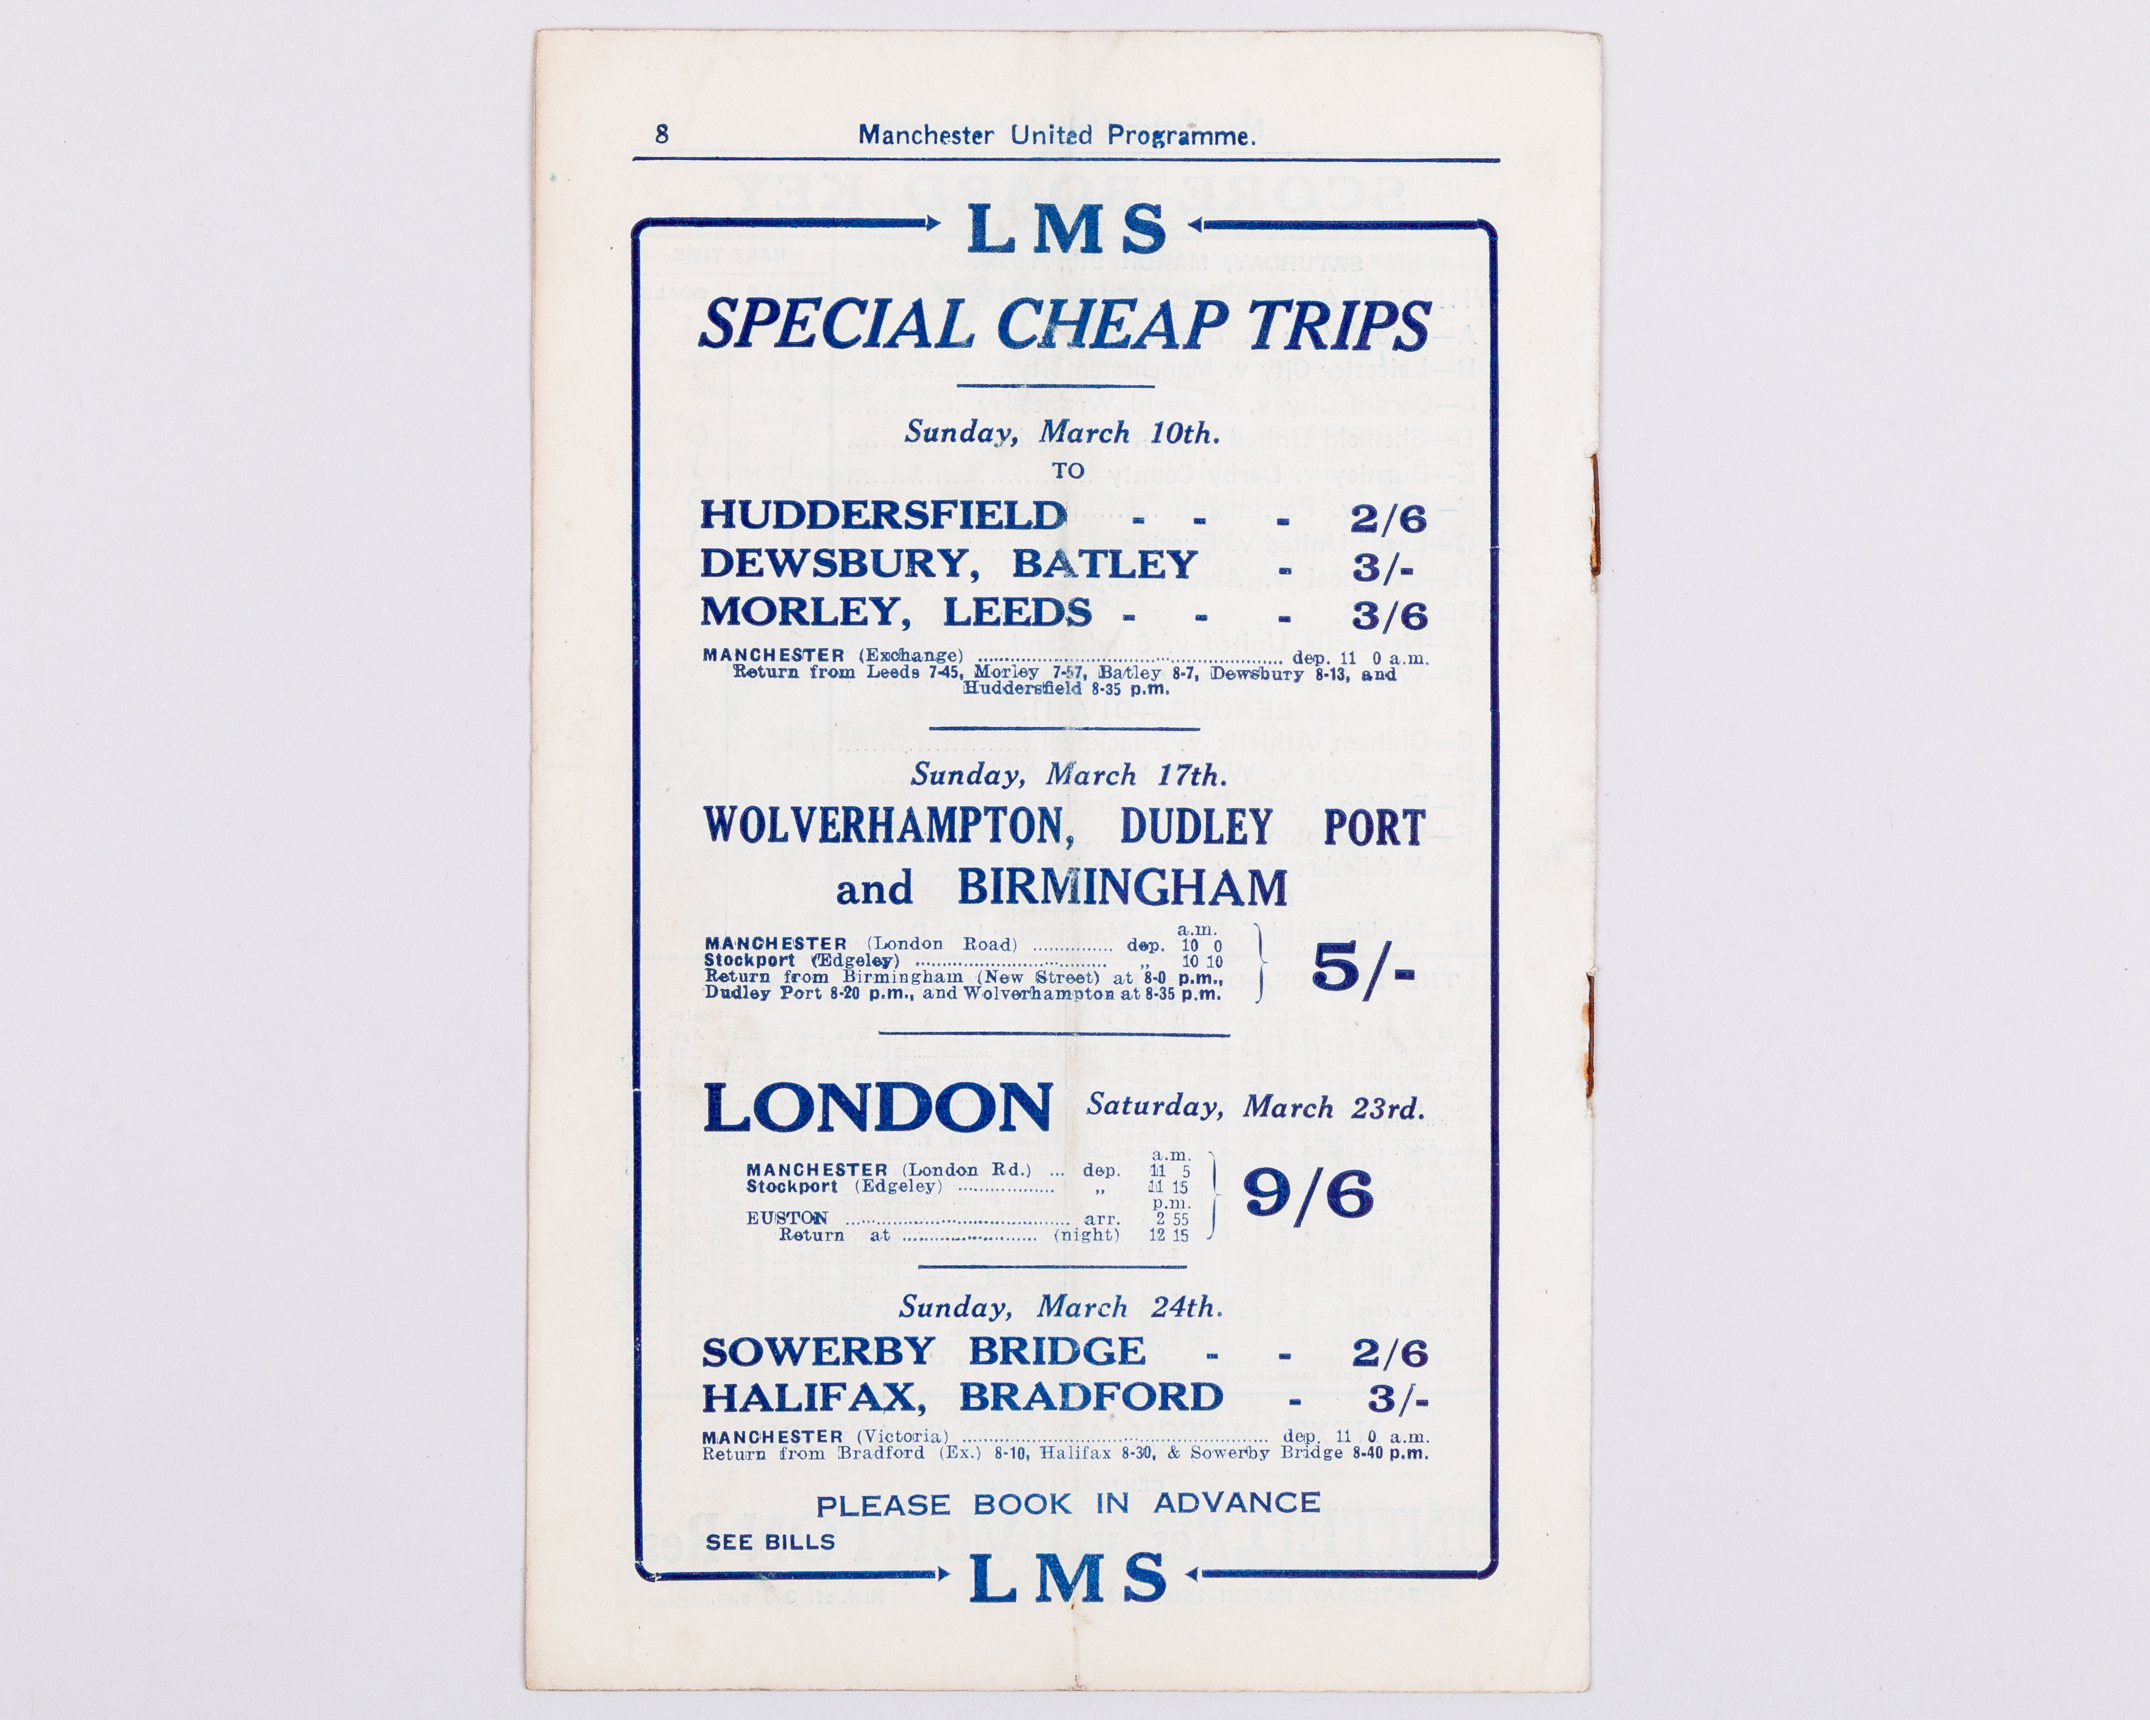 8 Manchester United Programme.
LMS
SPECIAL CHEAP TRIPS
Sunday, March 10th.
TO
HUDDERSFIELD - - - 2/6
DEWSBURY, BATLEY - 3/-
MORLEY, LEEDS - - - 3/6
MANCHESTER (Exchange) ........ dep. 11 0 a.m.
Return from Leeds 7-45, Morley 7-57, Batley 8-7, Dewsbury 8-13, and
Huddersfield 8-35 p.m.
Sunday, March 17th.
WOLVERHAMPTON, DUDLEY PORT
and BIRMINGHAM
a.m.
MANCHESTER (London Road) ........ dep. 10 0
Stockport (Edgeley) ........ „ 10 10
Return from Birmingham (New Street) at 8-0 p.m.,
Dudley Port 8-20 p.m., and Wolverhampton at 8-35 p.m.
5/-
LONDON Saturday, March 23rd.
a.m.
MANCHESTER (London Rd.) ... dep. 11 5
Stockport (Edgeley) ........ „ 11 15
p.m.
EUSTON ........ arr. 2 55
Return at ........ (night) 12 15
9/6
Sunday, March 24th.
SOWERBY BRIDGE - - 2/6
HALIFAX, BRADFORD - 3/-
MANCHESTER (Victoria) ........ dep. 11 0 a.m.
Return from Bradford (Ex.) 8-10, Halifax 8-30, & Sowerby Bridge 8-40 p.m.
PLEASE BOOK IN ADVANCE
SEE BILLS
LMS